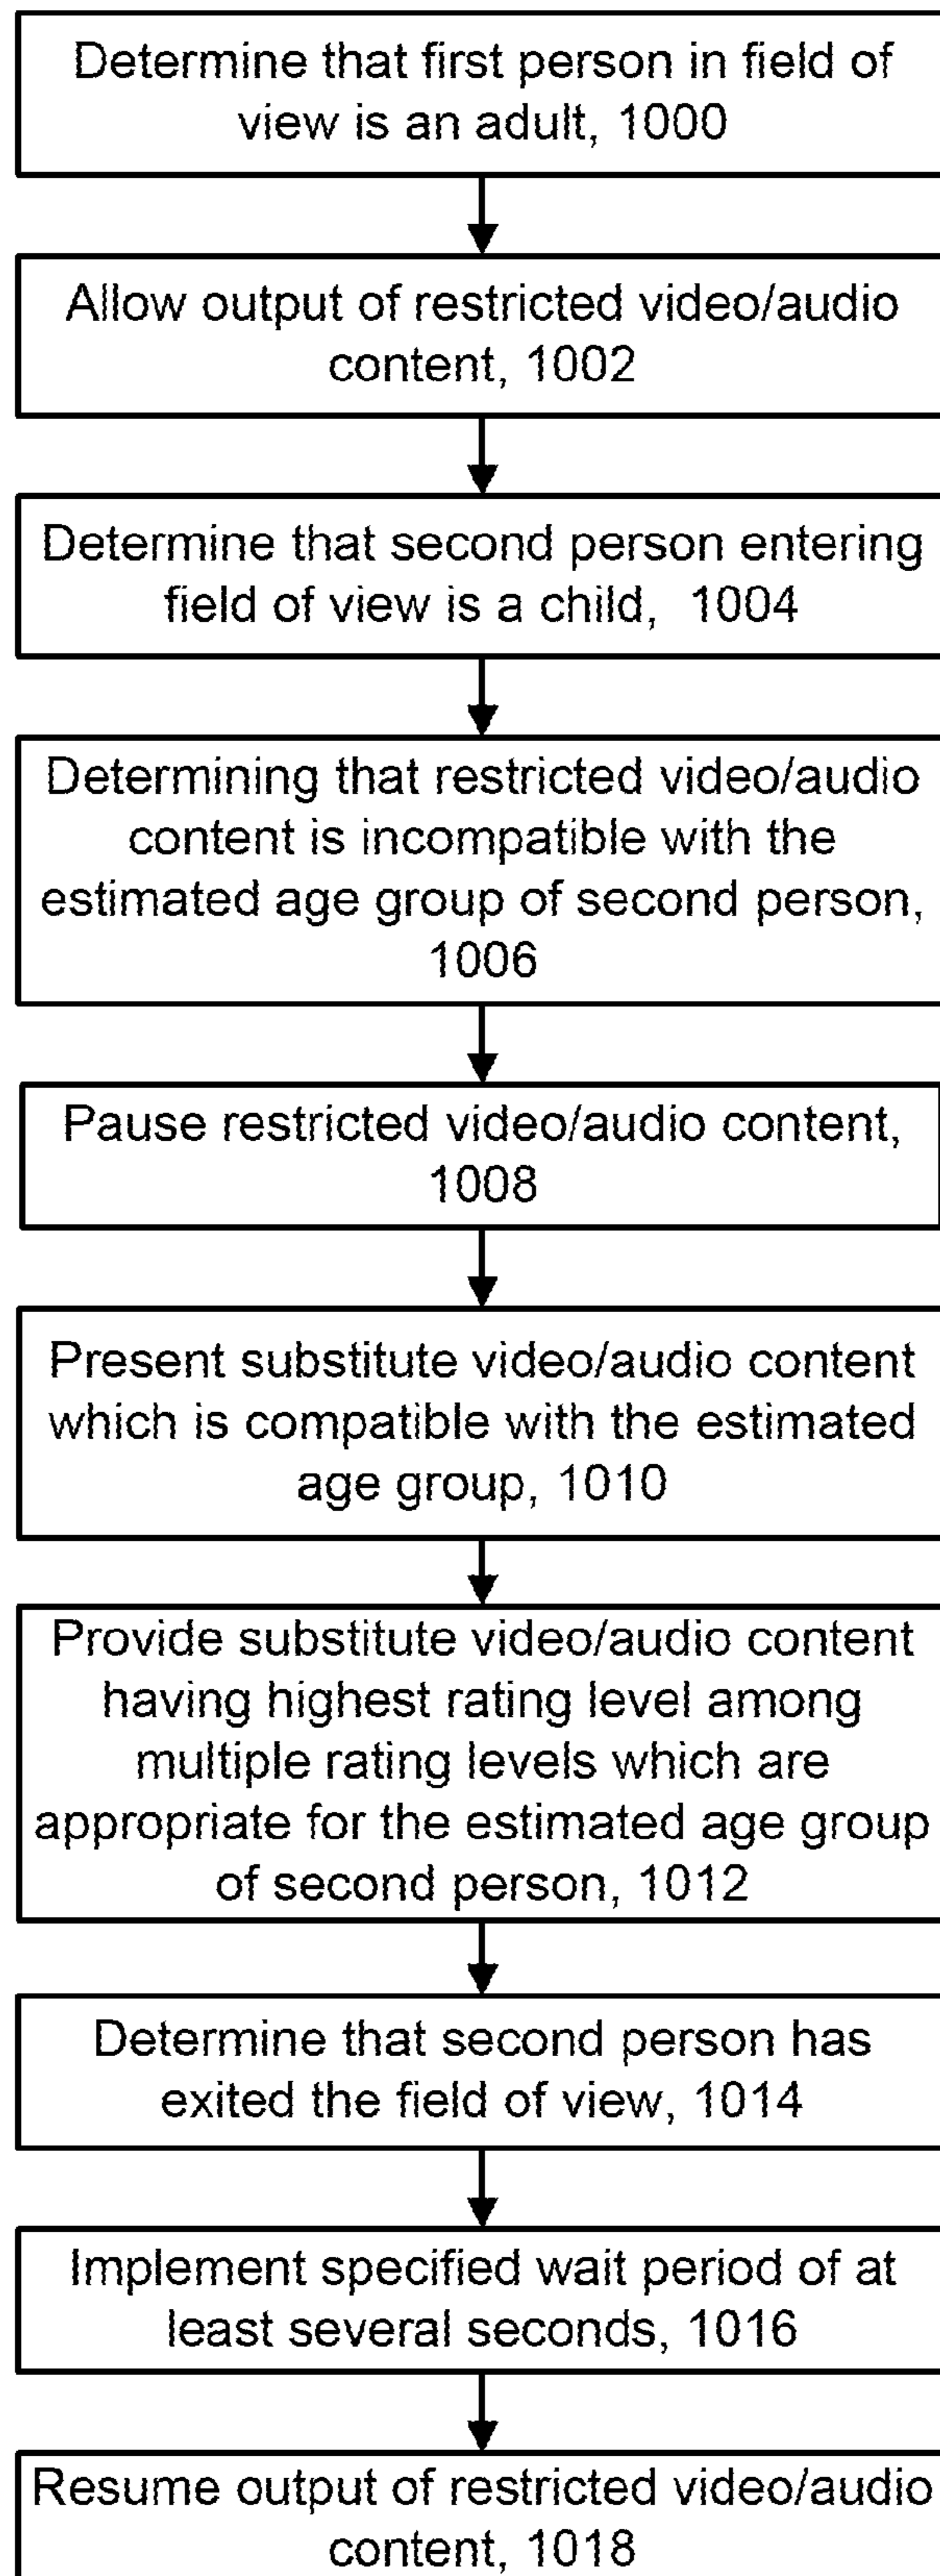 Determine that first person in field of
view is an adult, 1000
Allow output of restricted video/audio
content, 1002
Determine that second person entering
field of view is a child,  1004
Determining that restricted video/audio
content is incompatible with the
estimated age group of second person,
1006
Pause restricted video/audio content,
1008
Present substitute video/audio content
which is compatible with the estimated
age group, 1010
Provide substitute video/audio content
having highest rating level among
multiple rating levels which are
appropriate for the estimated age group
of second person, 1012
Determine that second person has
exited the field of view, 1014
Implement specified wait period of at
least several seconds, 1016
Resume output of restricted video/audio
content, 1018